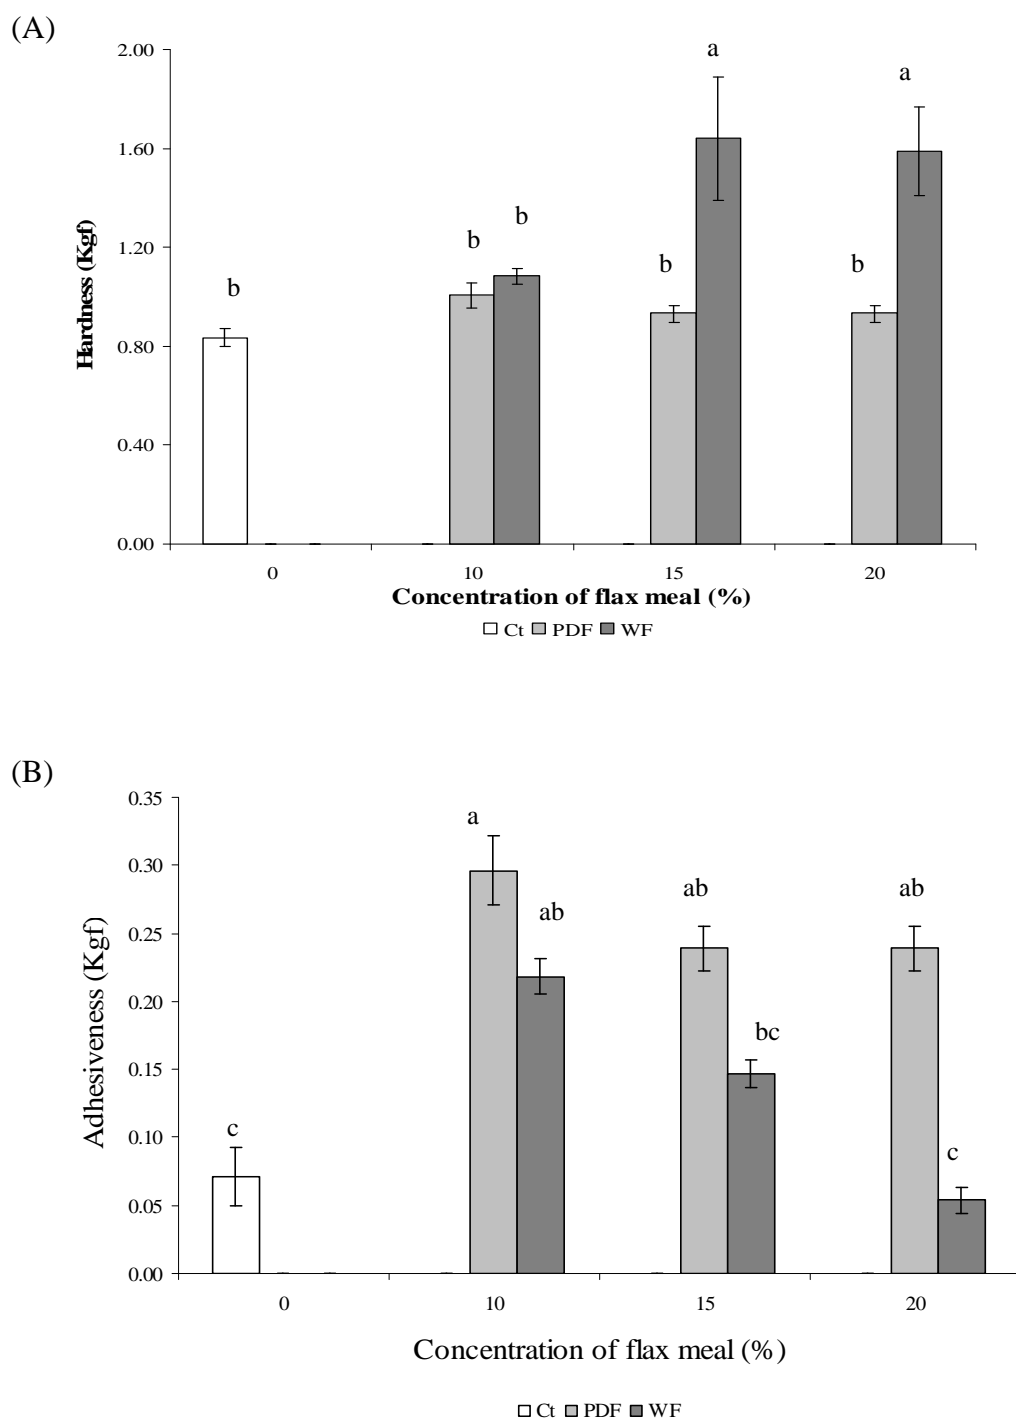 (A)
2.00
1.60
1.20
0.80
0.40
0.00
Hardness (Kgf)
b
b
b
b
a
b
a
0
10
15
20
Concentration of flax meal (%)
Ct PDF WF
(B)
0.35
0.30
0.25
0.20
0.15
0.10
0.05
0.00
Adhesiveness (Kgf)
c
a
ab
ab
bc
ab
c
0
10
15
20
Concentration of flax meal (%)
Ct PDF WF